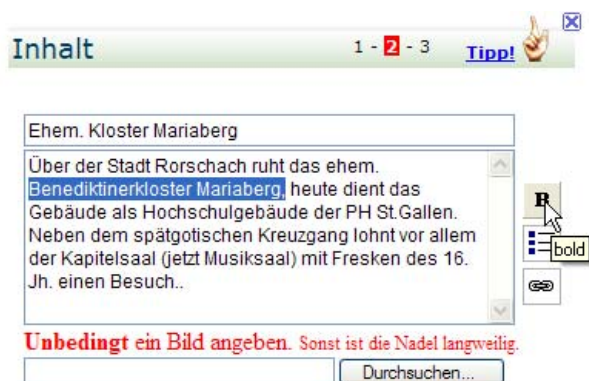 Inhalt 1 - 2 - 3 Tipp!
Ehem. Kloster Mariaberg
Über der Stadt Rorschach ruht das ehem.
Benediktinerkloster Mariaberg, heute dient das
Gebäude als Hochschulgebäude der PH St.Gallen.
Neben dem spätgotischen Kreuzgang lohnt vor allem
der Kapitelsaal (jetzt Musiksaal) mit Fresken des 16.
Jh. einen Besuch..
B
bold
Unbedingt ein Bild angeben. Sonst ist die Nadel langweilig.
Durchsuchen...